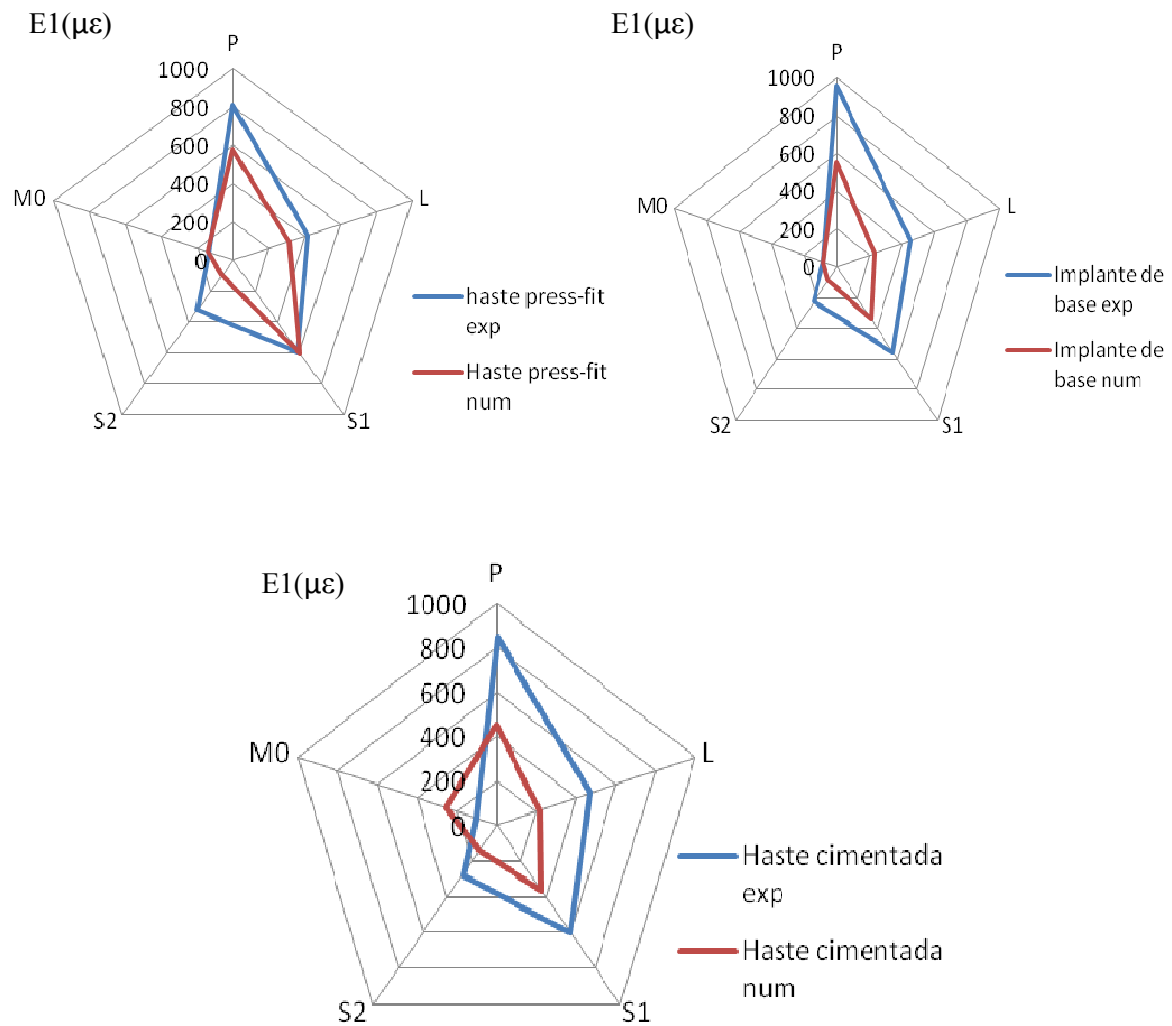 E1(με)
P
1000
800
600
400
200
0
M0
L
S2
S1
haste press-fit
exp
Haste press-fit
num
E1(με)
P
1000
800
600
400
200
0
M0
L
S2
S1
Implante de
base exp
Implante de
base num
E1(με)
P
1000
800
600
400
200
0
M0
L
S2
S1
Haste cimentada
exp
Haste cimentada
num